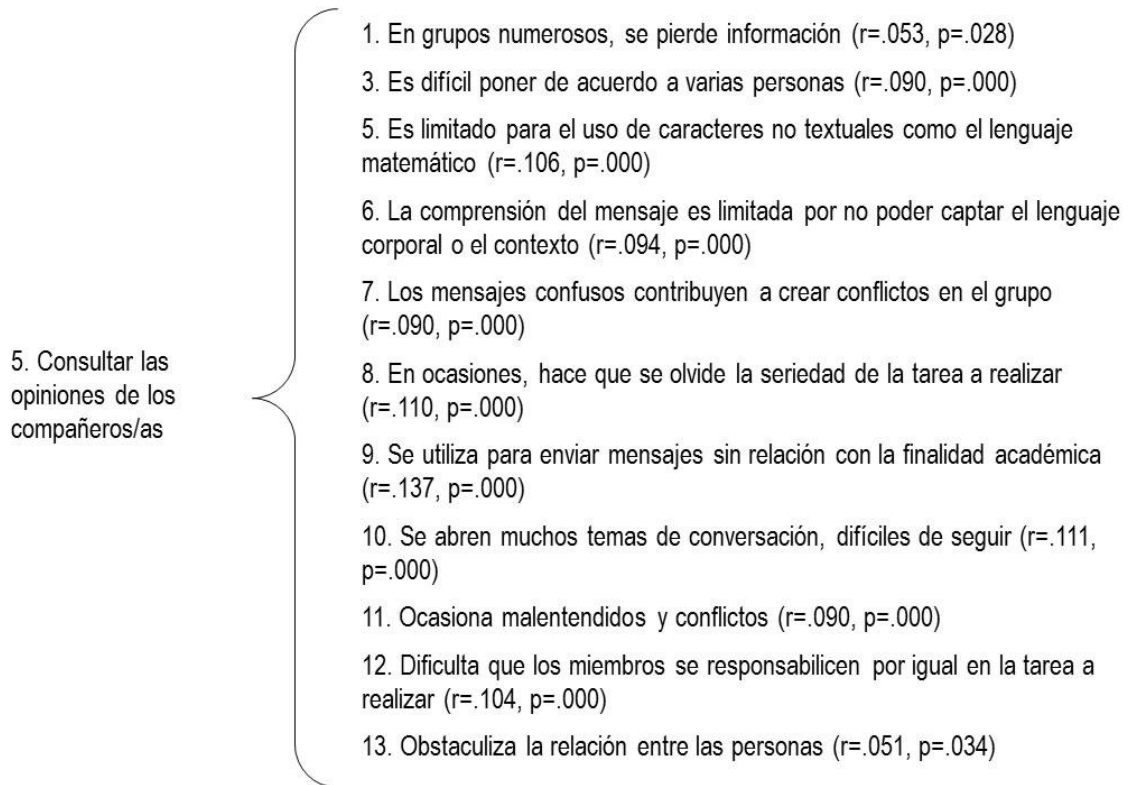 1. En grupos numerosos, se pierde información (r=.053, p=.028)
3. Es difícil poner de acuerdo a varias personas (r=.090, p=.000)
5. Es limitado para el uso de caracteres no textuales como el lenguaje
matemático (r=.106, p=.000)
6. La comprensión del mensaje es limitada por no poder captar el lenguaje
corporal o el contexto (r=.094, p=.000)
7. Los mensajes confusos contribuyen a crear conflictos en el grupo
(r=.090, p=.000)
5. Consultar las
opiniones de los
compañeros/as
8. En ocasiones, hace que se olvide la seriedad de la tarea a realizar
(r=.110, p=.000)
9. Se utiliza para enviar mensajes sin relación con la finalidad académica
(r=.137, p=.000)
10. Se abren muchos temas de conversación, difíciles de seguir (r=.111,
p=.000)
11. Ocasiona malentendidos y conflictos (r=.090, p=.000)
12. Dificulta que los miembros se responsabilicen por igual en la tarea a
realizar (r=.104, p=.000)
13. Obstaculiza la relación entre las personas (r=.051, p=.034)